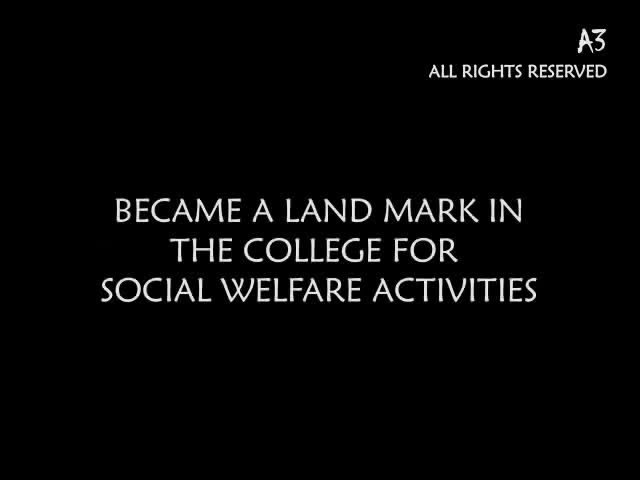 A3
ALL RIGHTS RESERVED
BECAME A LAND MARK IN
THE COLLEGE FOR
SOCIAL WELFARE ACTIVITIES